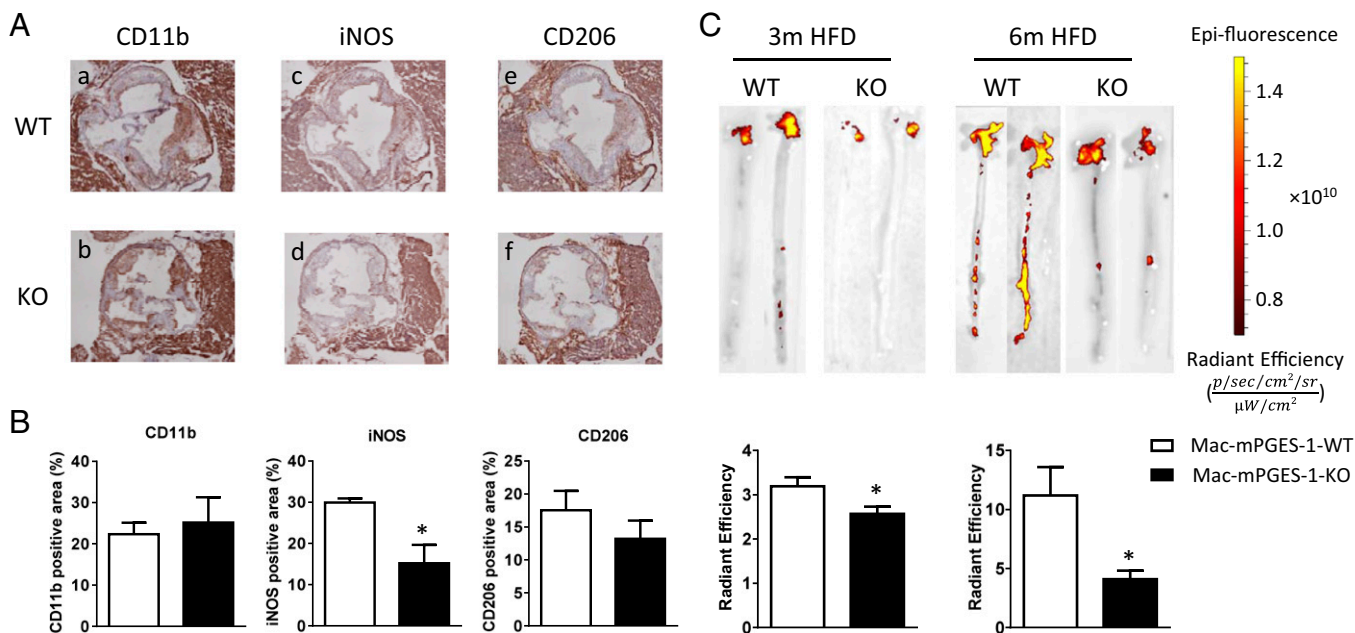 A
CD11b
iNOS
CD206
WT
KO
a
c
e
b
d
f
C
3m HFD
6m HFD
WT
KO
WT
KO
Epi-fluorescence
1.4
1.2
×10¹⁰
1.0
0.8
Radiant Efficiency
(p/sec/cm²/sr / μW/cm²)
B
CD11b
CD11b positive area (%)
40
30
20
10
0
iNOS
iNOS positive area (%)
40
30
20
10
0
*
CD206
CD206 positive area (%)
25
20
15
10
5
0
Radiant Efficiency
4
3
2
1
0
*
Radiant Efficiency
15
10
5
0
*
Mac-mPGES-1-WT
Mac-mPGES-1-KO